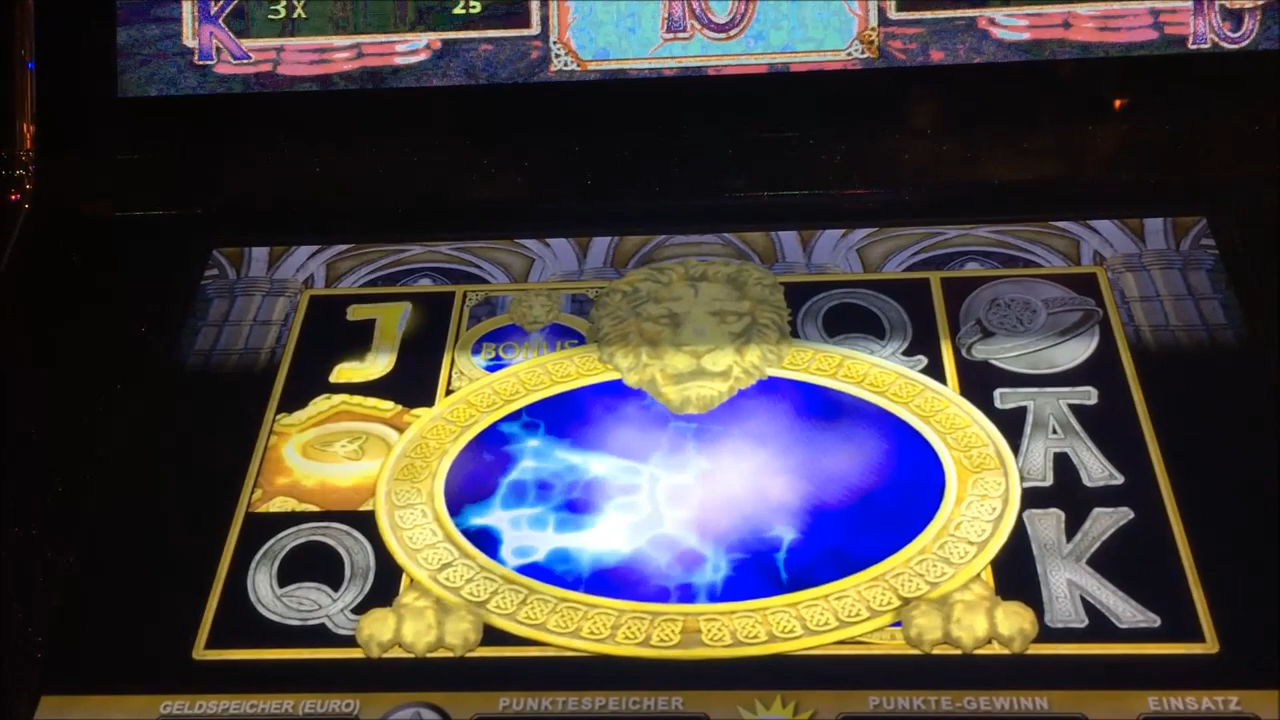 K 3x 25 10 10
J BONUS Q
A
Q K
GELDSPEICHER (EURO) PUNKTESPEICHER PUNKTE-GEWINN EINSATZ